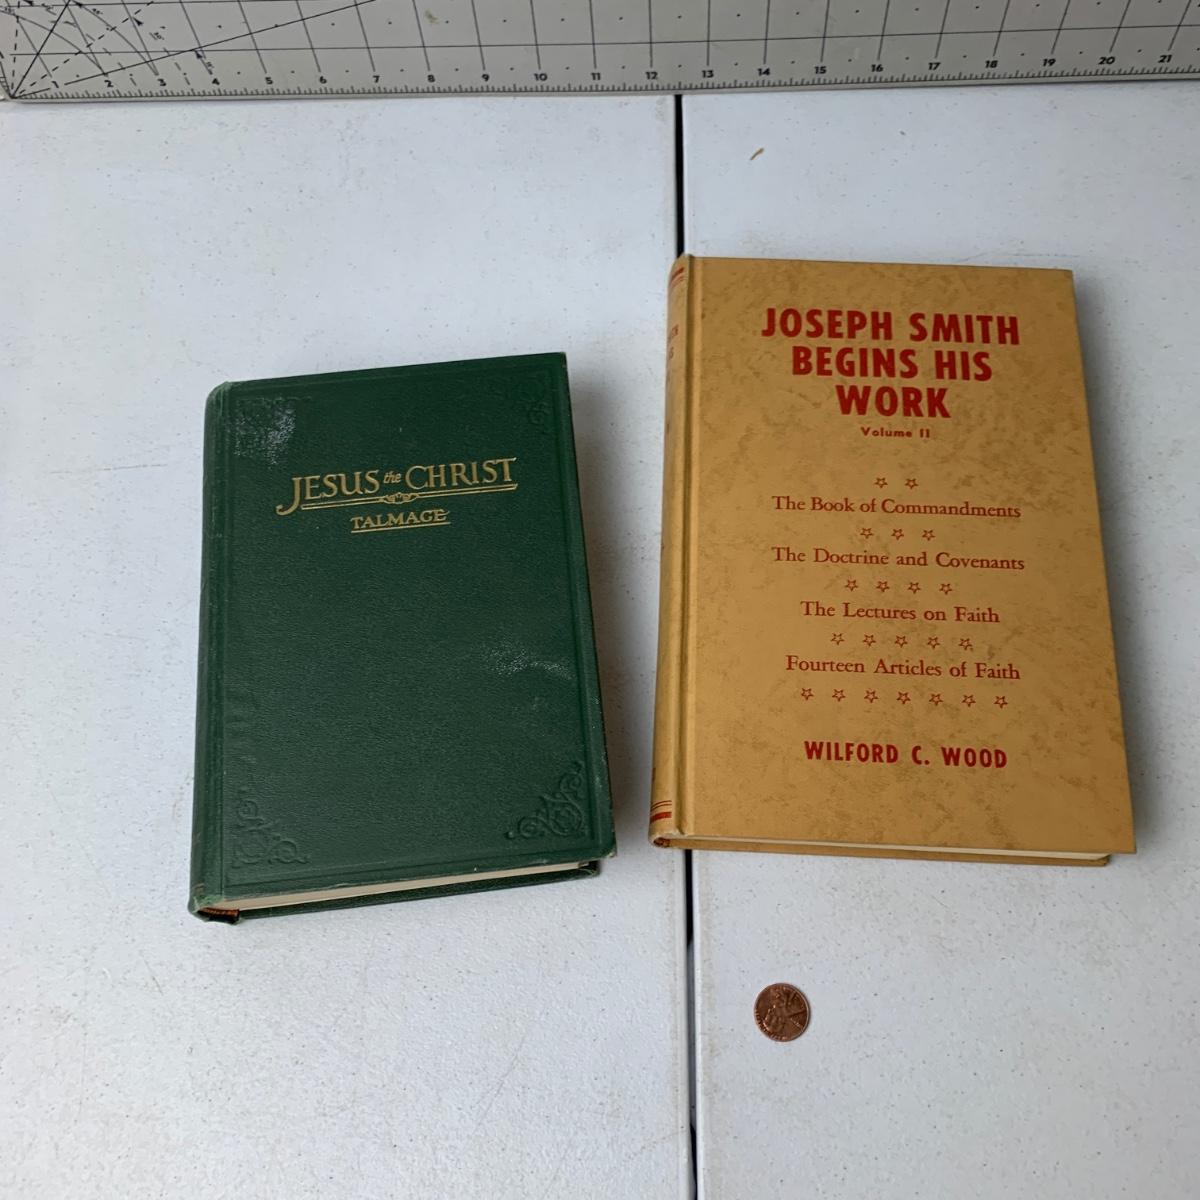 2 3 4 5 6 7 8 9 10 11 12 13 14 15 16 17 18 19 20 21
JESUS the CHRIST
TALMAGE
JOSEPH SMITH
BEGINS HIS
WORK
Volume II
The Book of Commandments
The Doctrine and Covenants
The Lectures on Faith
Fourteen Articles of Faith
WILFORD C. WOOD